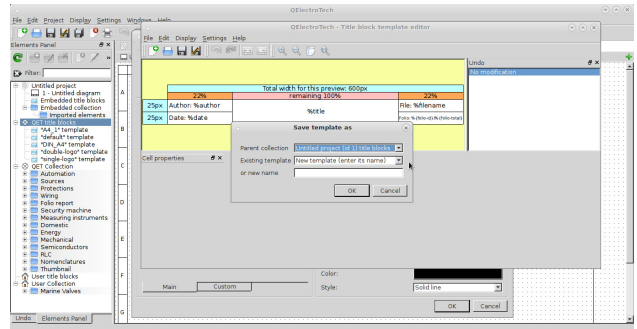 QElectroTech
File Edit Project Display Settings Windows Help
QElectroTech - Title block template editor
File Edit Display Settings Help
Elements Panel
Filter:
Untitled project
1 - Untitled diagram
Embedded title blocks
Embedded collection
Imported elements
QET title blocks
"A4_1" template
"default" template
"DIN_A4" template
"double-logo" template
"single-logo" template
QET Collection
Automation
Sources
Protections
Wiring
Folio report
Security machine
Measuring instruments
Domestic
Energy
Mechanical
Semiconductors
RLC
Nomenclatures
Thumbnail
User title blocks
User Collection
Marine Valves
Undo
Elements Panel
A
B
C
D
E
F
G
Total width for this preview: 600px
22%
remaining 100%
22%
25px
Author: %author
%title
File: %filename
25px
Date: %date
Folio: %{folio-id}/%{folio-total}
Undo
No modification
Cell properties
Save template as
Parent collection
Untitled project (id 1) title blocks
Existing template
New template (enter its name)
or new name
OK
Cancel
Main
Custom
Color:
Style:
Solid line
OK
Cancel